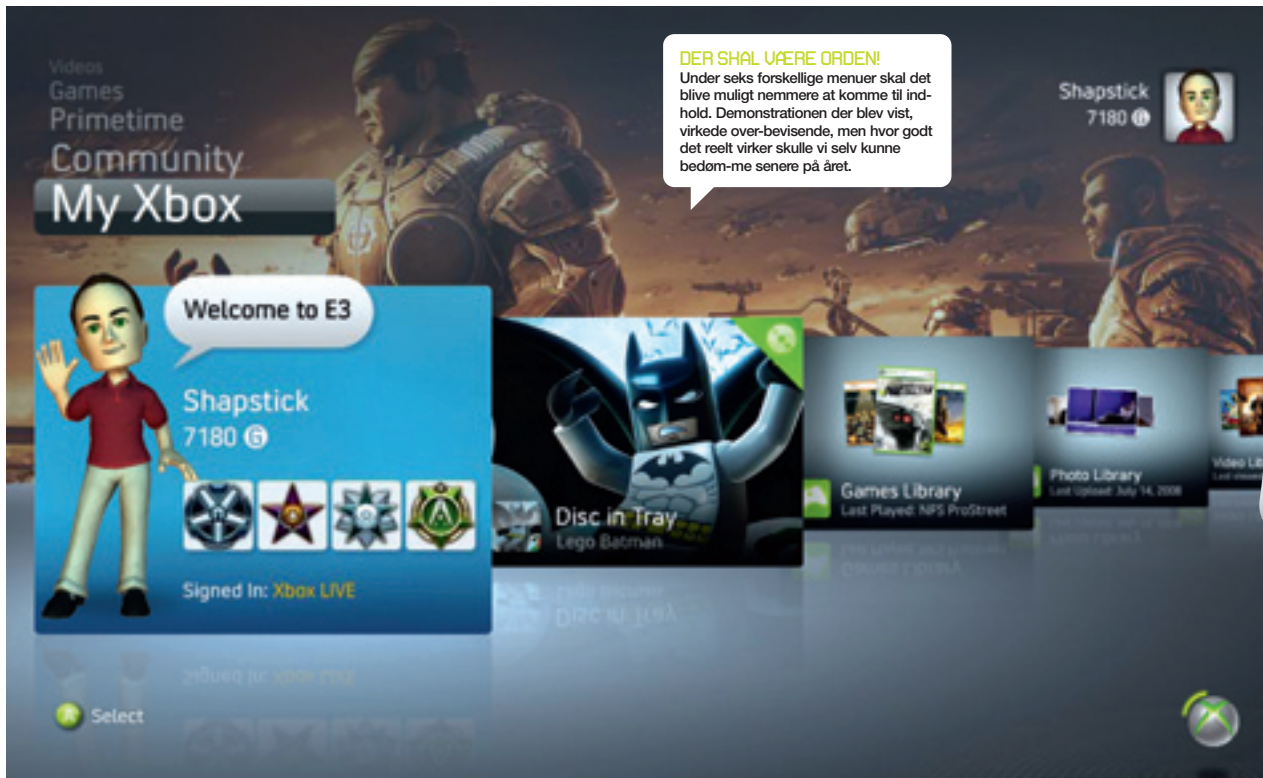 Videos
Games
Primetime
Community
My Xbox
DER SHAL VÆRE ORDEN!
Under seks forskellige menuer skal det
blive muligt nemmere at komme til ind-
hold. Demonstrationen der blev vist,
virkede over-bevisende, men hvor godt
det reelt virker skulle vi selv kunne
bedøm-me senere på året.
Shapstick
7180 G
Welcome to E3
Shapstick
7180 G
Signed In: Xbox LIVE
Disc in Tray
Lego Batman
Games Library
Last Played: NFS ProStreet
Photo Library
Last Upload: July 14, 2008
Video
Last
A Select